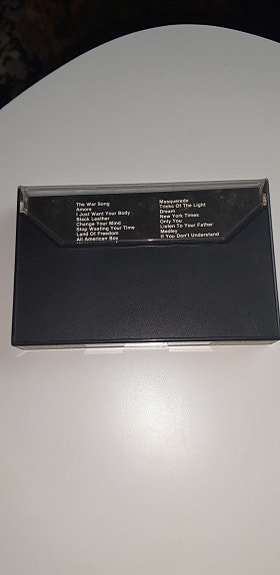 The War Song
Amore
I Just Want Your Body
Black Leather
Change Your Mind
Stop Wasting Your Time
Land Of Freedom
All American Boy
Masquerade
Tricks Of The Light
Dream
New York Times
Only You
Listen To Your Father
Medley
If You Don't Understand